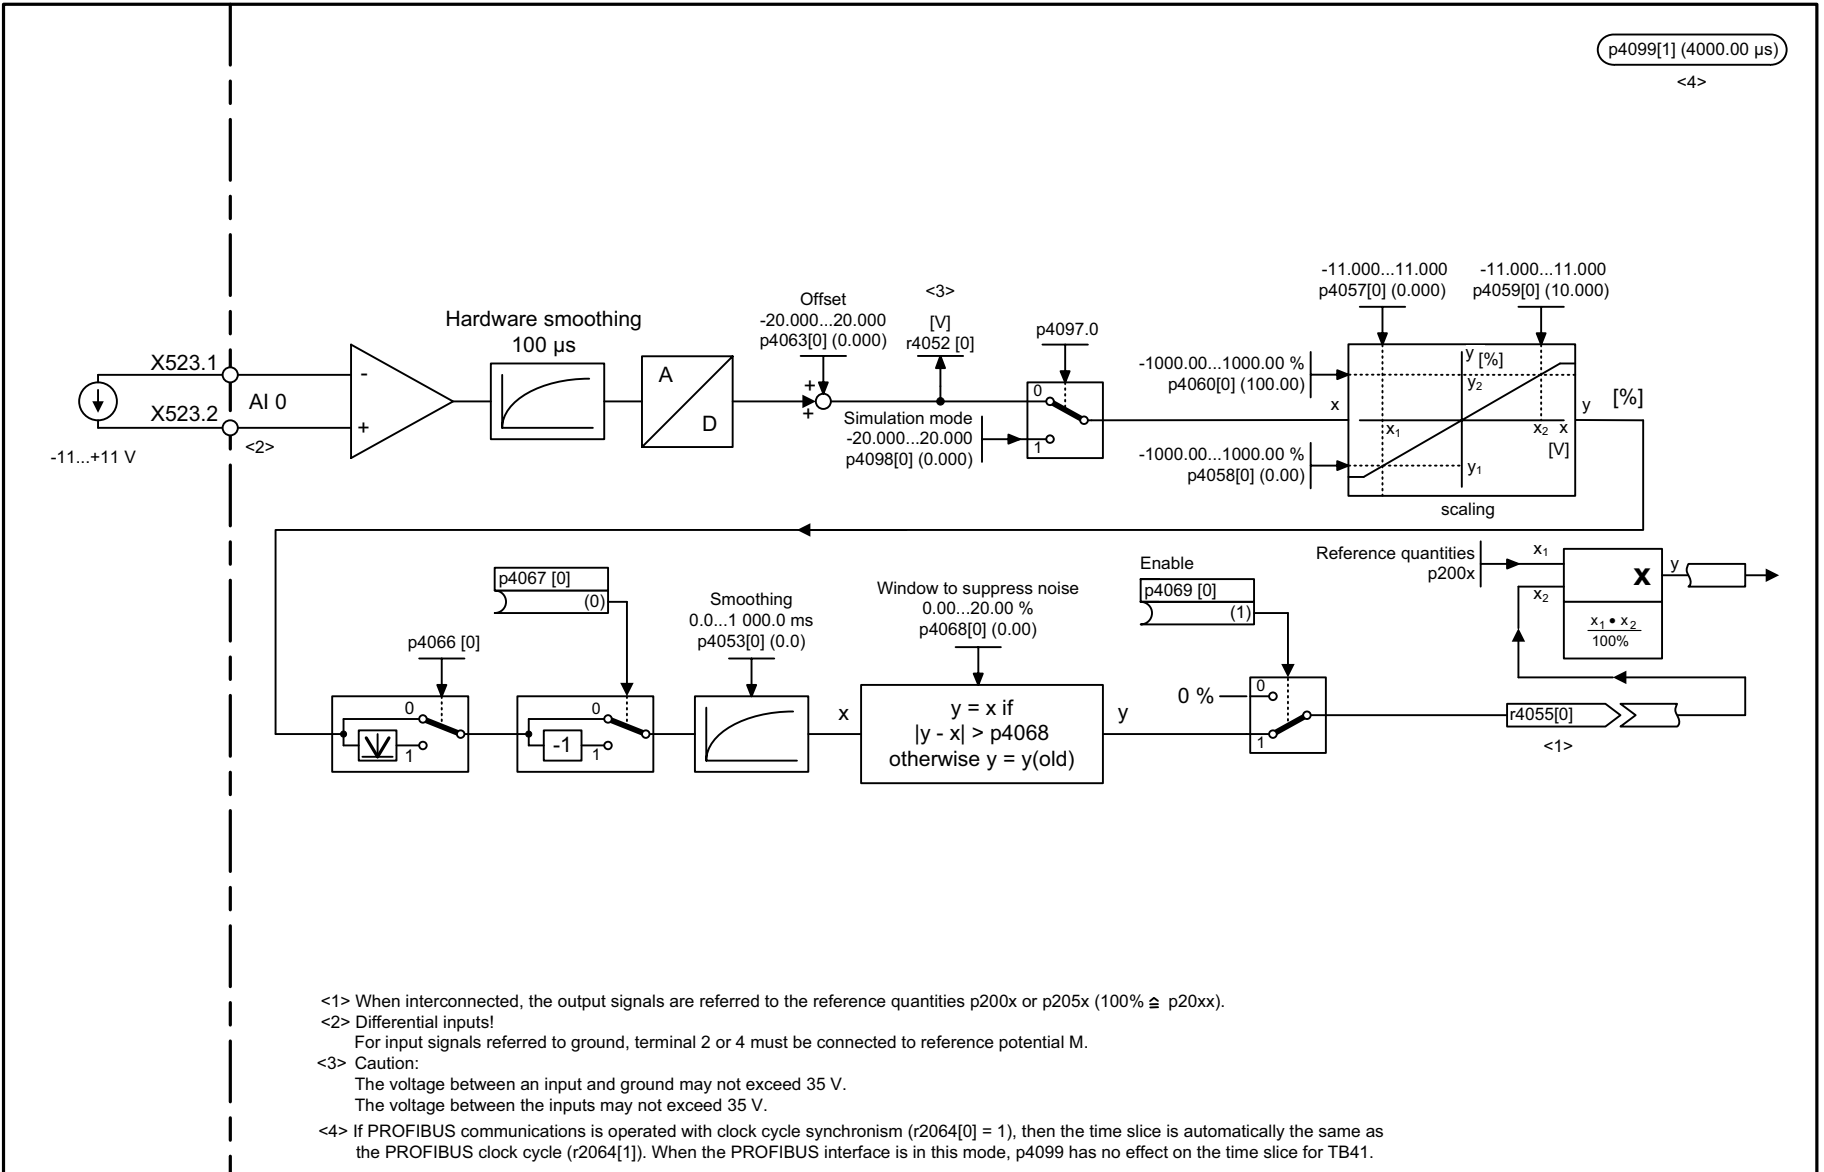 p4099[1] (4000.00 µs)
<4>
-11.000...11.000
p4057[0] (0.000)
-11.000...11.000
p4059[0] (10.000)
Offset
-20.000...20.000
p4063[0] (0.000)
<3>
[V]
r4052 [0]
Hardware smoothing
100 µs
p4097.0
X523.1
X523.2
AI 0
<2>
-11...+11 V
-
+
A
D
+
+
Simulation mode
-20.000...20.000
p4098[0] (0.000)
0
1
-1000.00...1000.00 %
p4060[0] (100.00)
x
-1000.00...1000.00 %
p4058[0] (0.00)
y [%]
y2
x1
x2 x
[V]
y1
y
[%]
scaling
Reference quantities
p200x
x1
x2
x
y
x1 • x2
100%
p4067 [0]
(0)
p4066 [0]
Smoothing
0.0...1 000.0 ms
p4053[0] (0.0)
Window to suppress noise
0.00...20.00 %
p4068[0] (0.00)
Enable
p4069 [0]
(1)
0
1
0
-1
1
x
y = x if
|y - x| > p4068
otherwise y = y(old)
y
0 %
0
1
r4055[0]
<1>
<1> When interconnected, the output signals are referred to the reference quantities p200x or p205x (100% ≙ p20xx).
<2> Differential inputs!
For input signals referred to ground, terminal 2 or 4 must be connected to reference potential M.
<3> Caution:
The voltage between an input and ground may not exceed 35 V.
The voltage between the inputs may not exceed 35 V.
<4> If PROFIBUS communications is operated with clock cycle synchronism (r2064[0] = 1), then the time slice is automatically the same as
the PROFIBUS clock cycle (r2064[1]). When the PROFIBUS interface is in this mode, p4099 has no effect on the time slice for TB41.